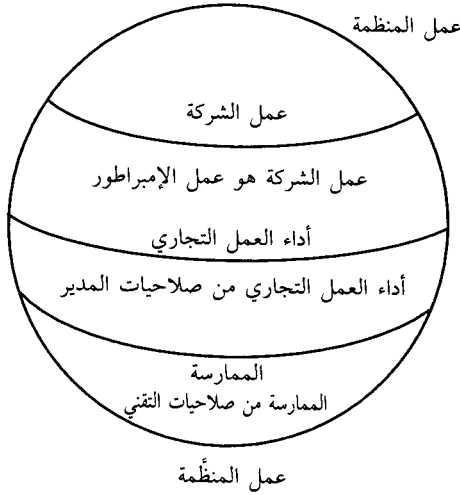 عمل المنظمة
عمل الشركة
عمل الشركة هو عمل الإمبراطور
أداء العمل التجاري
أداء العمل التجاري من صلاحيات المدير
الممارسة
الممارسة من صلاحيات التقني
عمل المنظَّمة